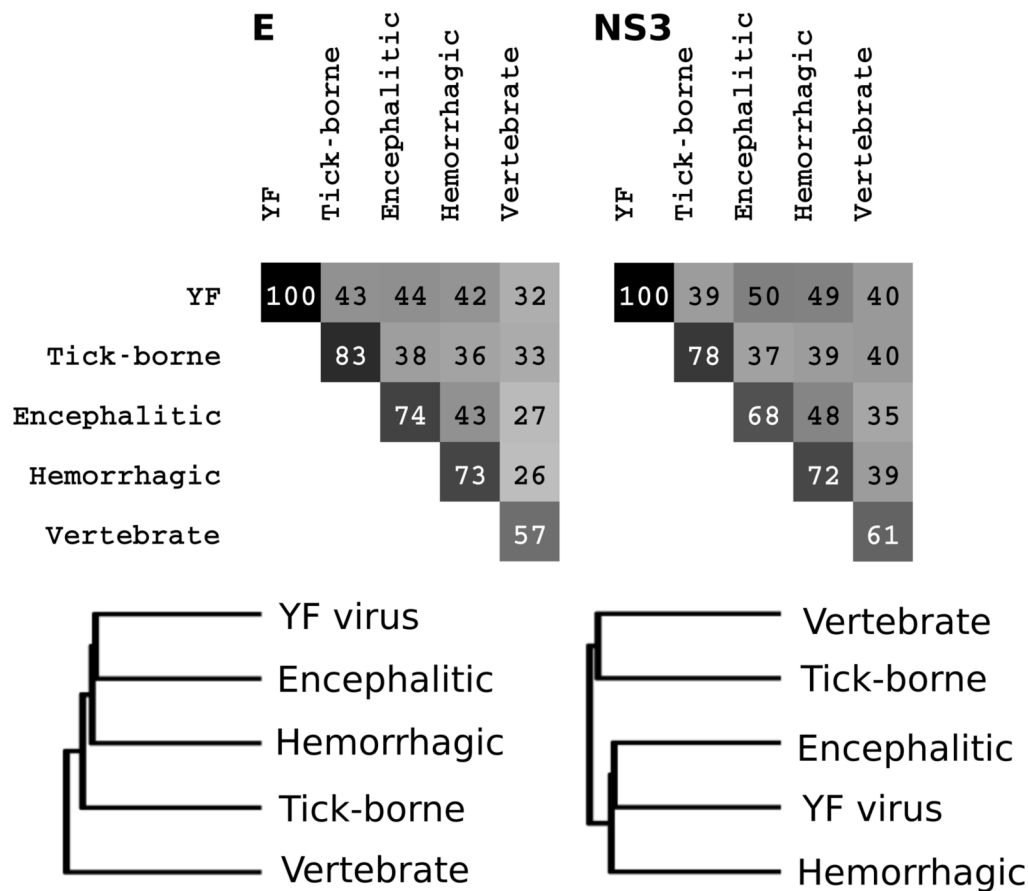 E NS3
YF Tick-borne Encephalitic Hemorrhagic Vertebrate YF Tick-borne Encephalitic Hemorrhagic Vertebrate
YF 100 43 44 42 32 100 39 50 49 40
Tick-borne 83 38 36 33 78 37 39 40
Encephalitic 74 43 27 68 48 35
Hemorrhagic 73 26 72 39
Vertebrate 57 61
YF virus
Encephalitic
Hemorrhagic
Tick-borne
Vertebrate
Vertebrate
Tick-borne
Encephalitic
YF virus
Hemorrhagic